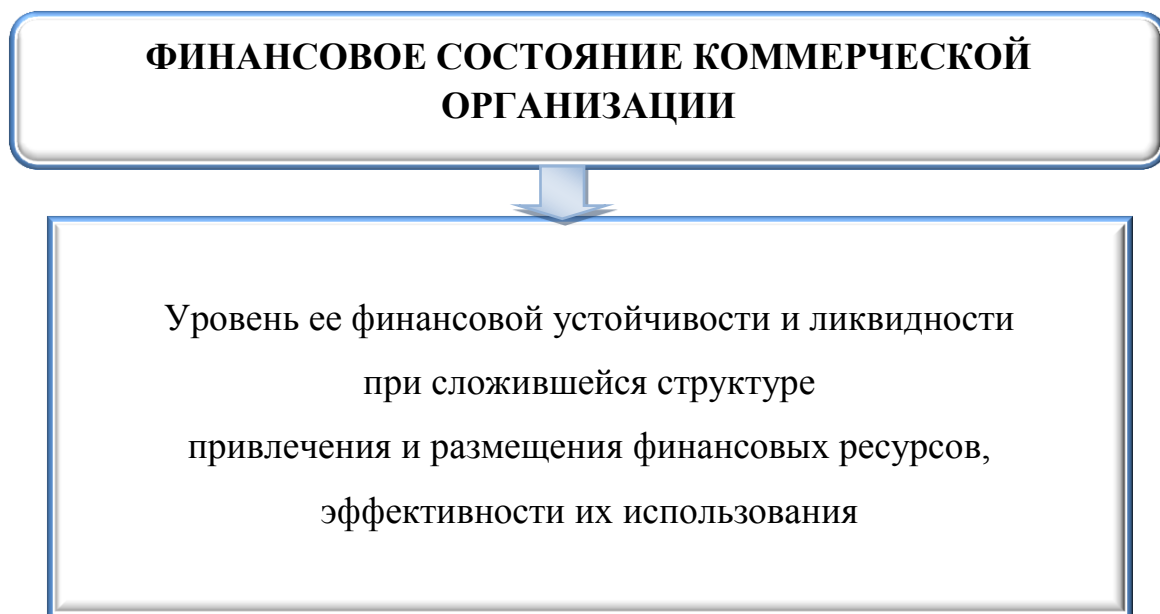 ФИНАНСОВОЕ СОСТОЯНИЕ КОММЕРЧЕСКОЙ
ОРГАНИЗАЦИИ
Уровень ее финансовой устойчивости и ликвидности
при сложившейся структуре
привлечения и размещения финансовых ресурсов,
эффективности их использования